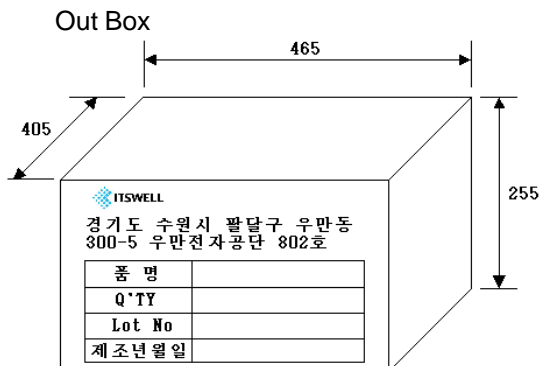 Out Box
465
405
255
ITSWELL
경기도 수원시 팔달구 우만동
300-5 우만전자공단 802호
품 명
Q'TY
Lot No
제조년월일